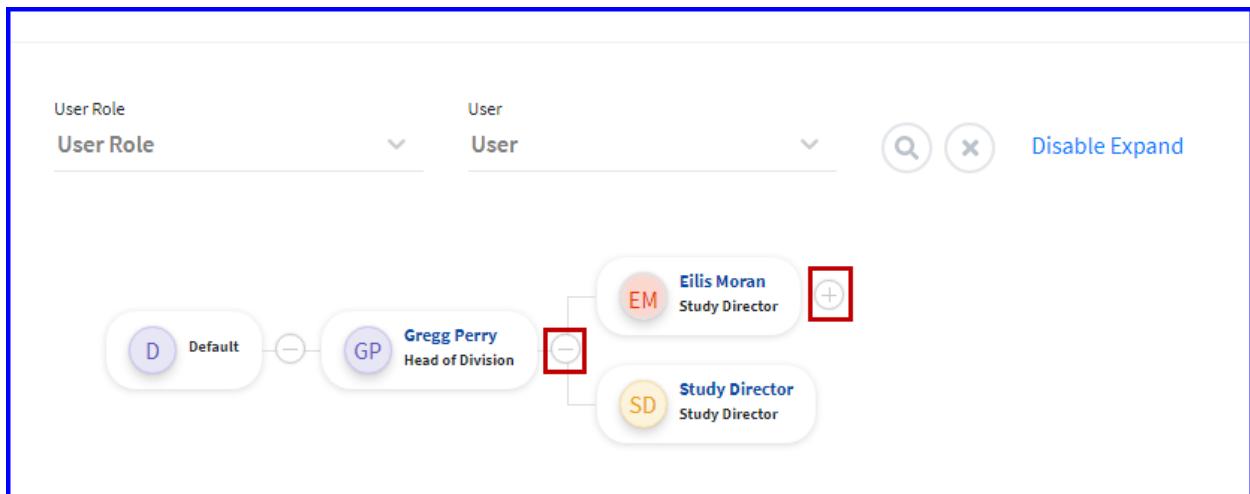 User Role
User
User Role
User
Disable Expand
EM
Eilis Moran
Study Director
D
Default
GP
Gregg Perry
Head of Division
SD
Study Director
Study Director